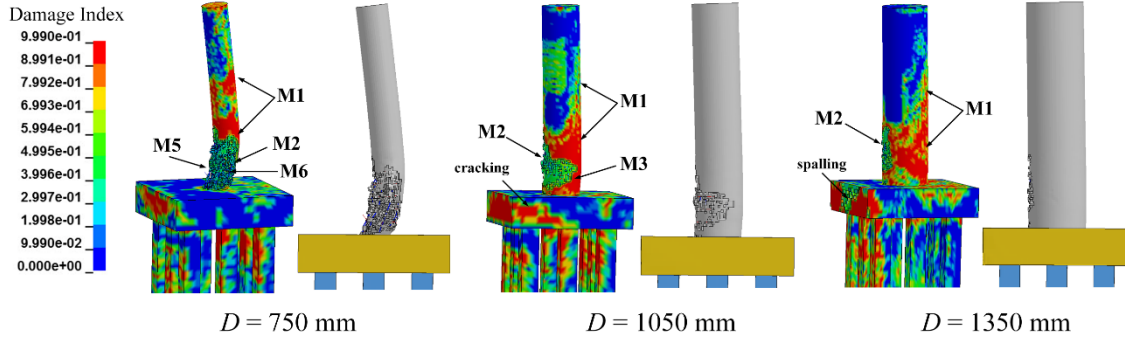 Damage Index
9.990e-01
8.991e-01
7.992e-01
6.993e-01
5.994e-01
4.995e-01
3.996e-01
2.997e-01
1.998e-01
9.990e-02
0.000e+00
M1
M5
M2
M6
M1
M2
M3
cracking
M1
M2
spalling
D = 750 mm
D = 1050 mm
D = 1350 mm